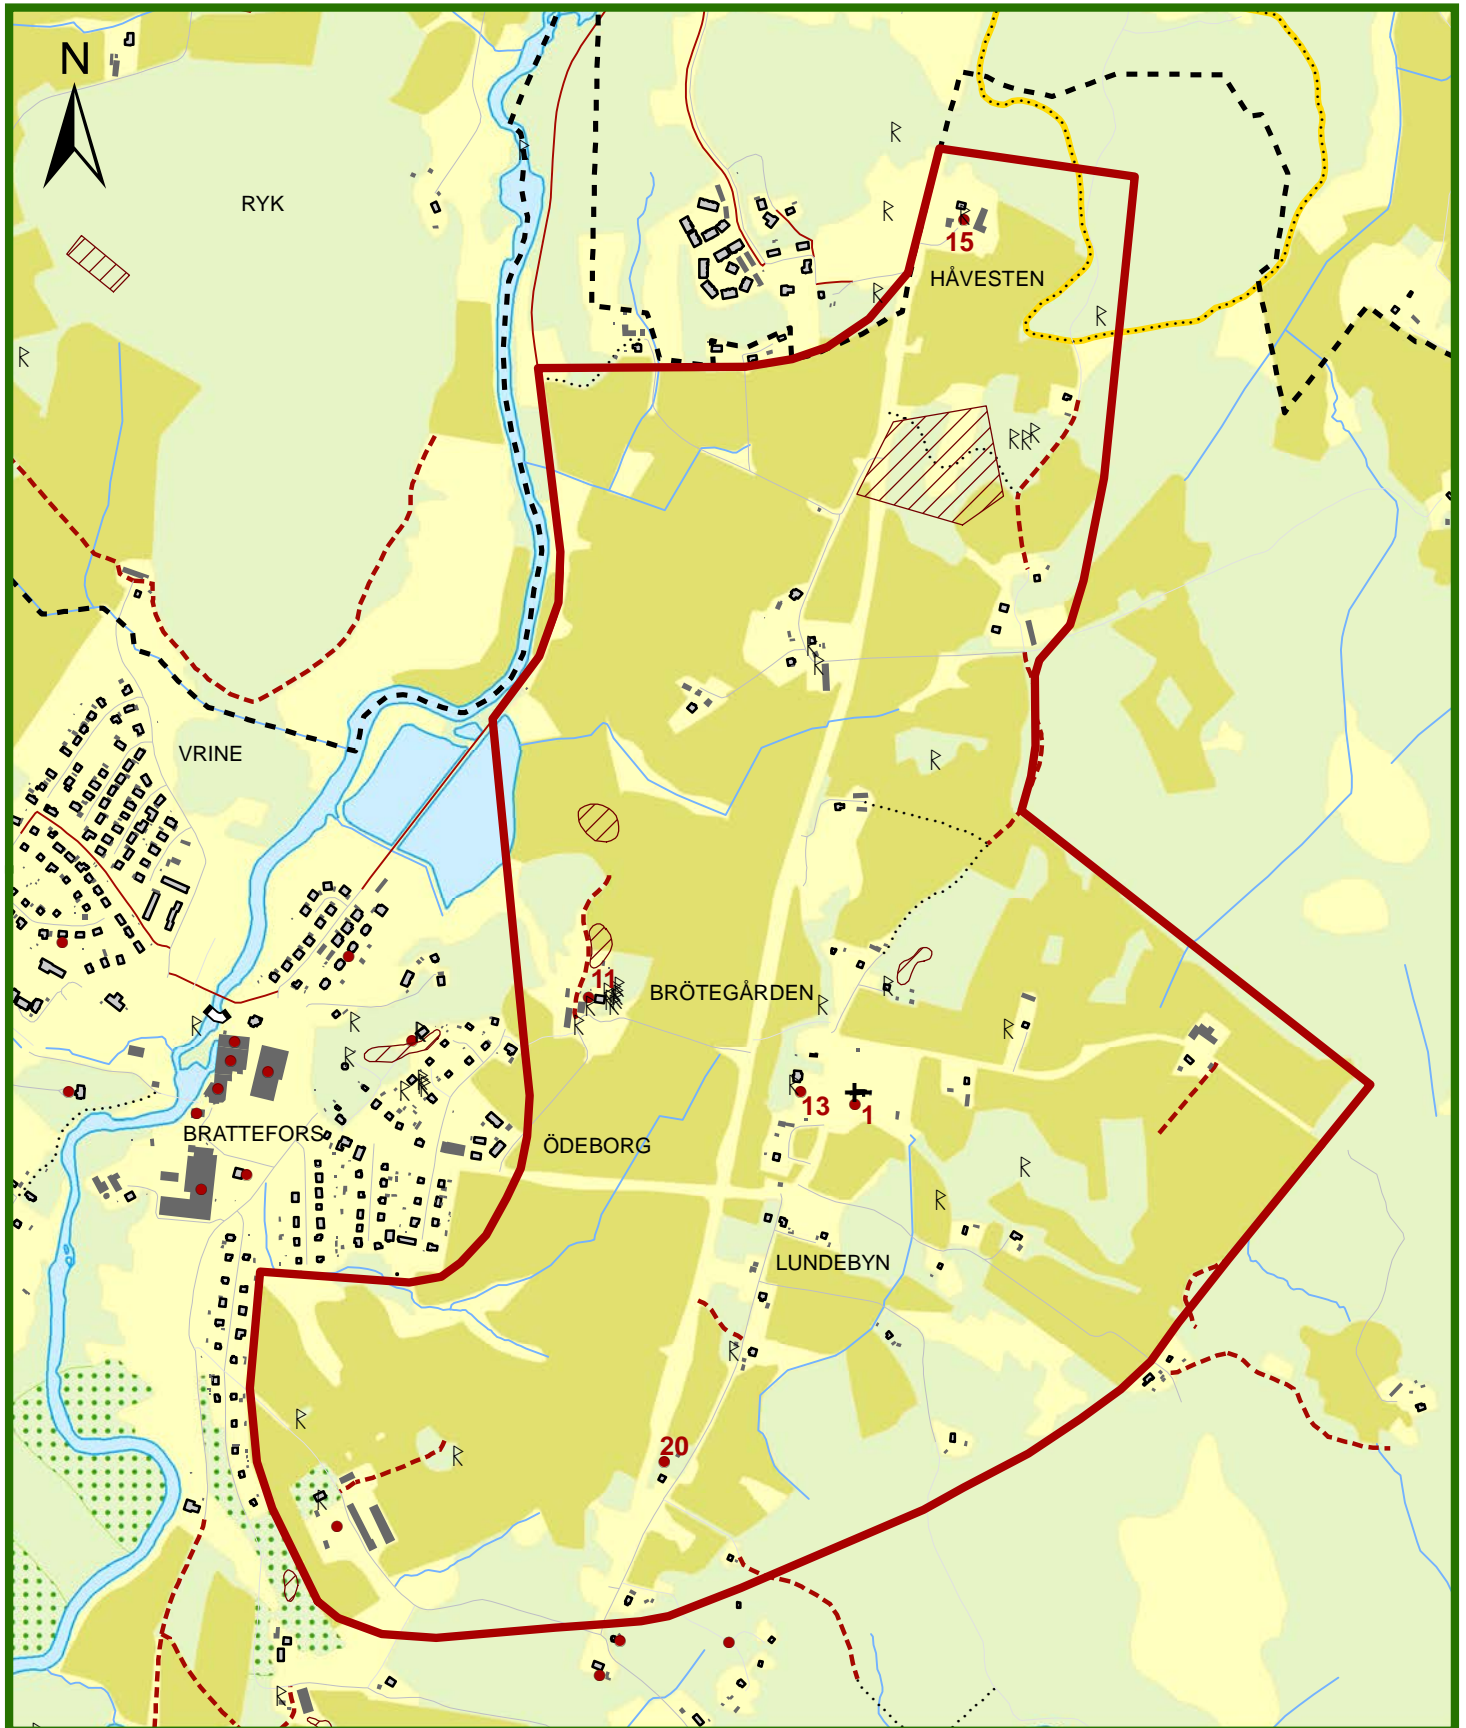 N
RYK
15
HÅVESTEN
VRINE
11
BRÖTEGÅRDEN
13
1
BRATTEFORS
ÖDEBORG
LUNDEBYN
20